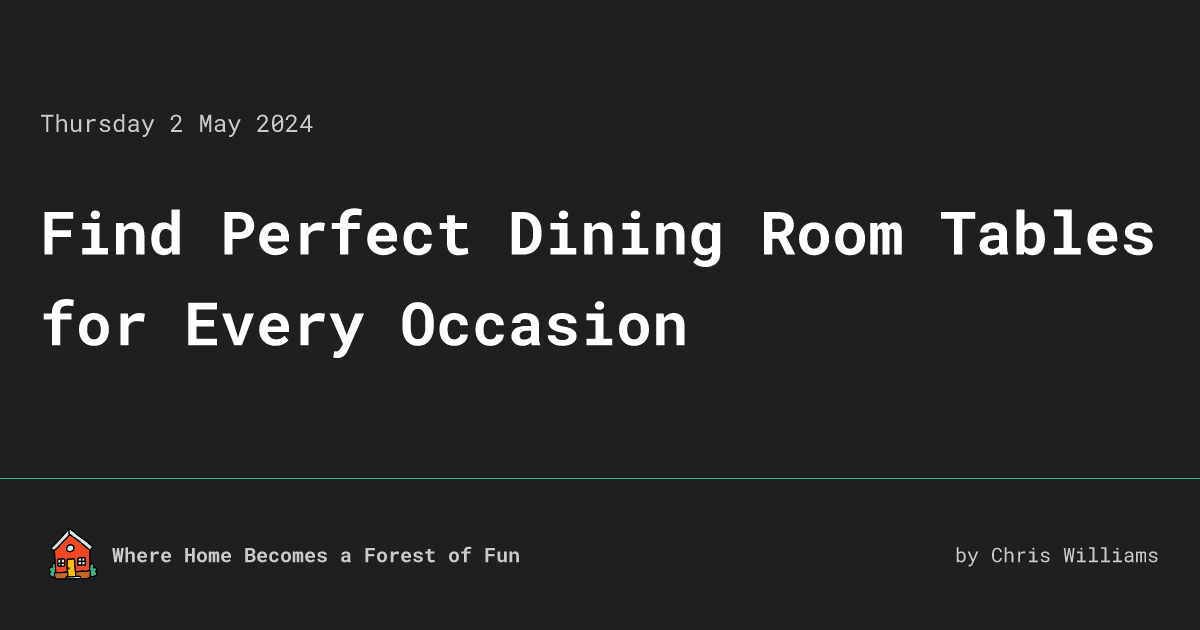 Thursday 2 May 2024
Find Perfect Dining Room Tables
for Every Occasion
Where Home Becomes a Forest of Fun
by Chris Williams